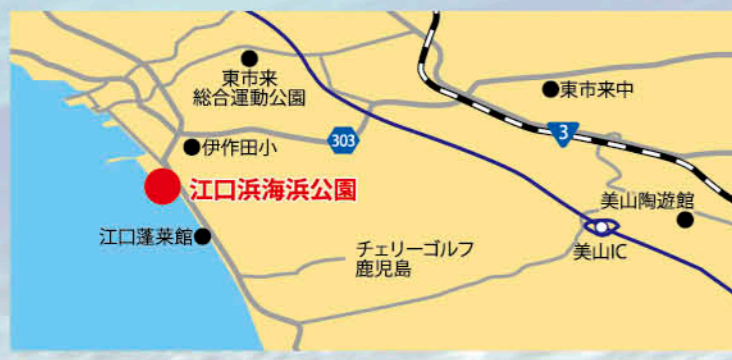 東市来
総合運動公園
東市来中
3
303
伊作田小
江口浜海浜公園
美山陶遊館
江口蓬莱館
チェリーゴルフ
鹿児島
美山IC